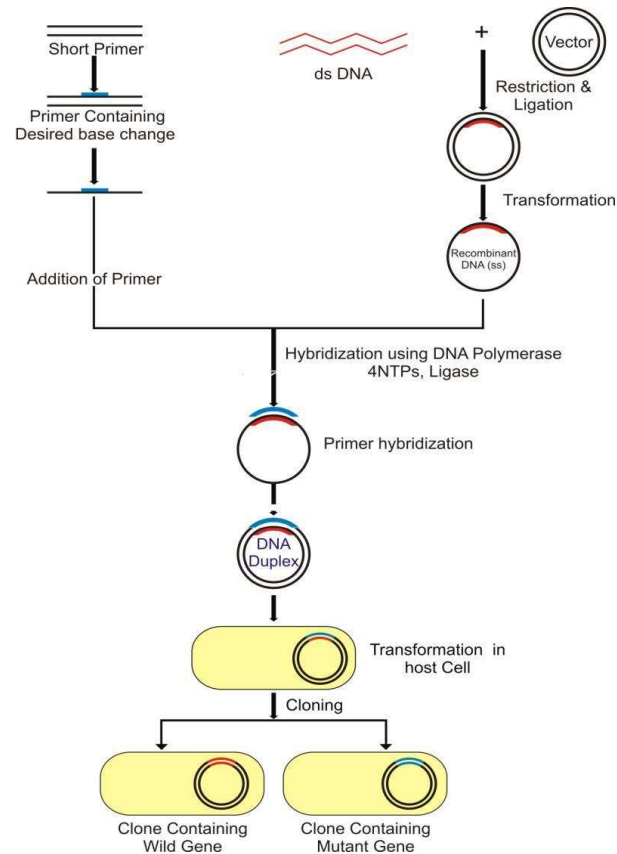 Short Primer
Primer Containing
Desired base change
Addition of Primer
ds DNA
+
Vector
Restriction &
Ligation
Transformation
Recombinant
DNA (ss)
Hybridization using DNA Polymerase
4NTPs, Ligase
Primer hybridization
DNA
Duplex
Transformation in
host Cell
Cloning
Clone Containing
Wild Gene
Clone Containing
Mutant Gene